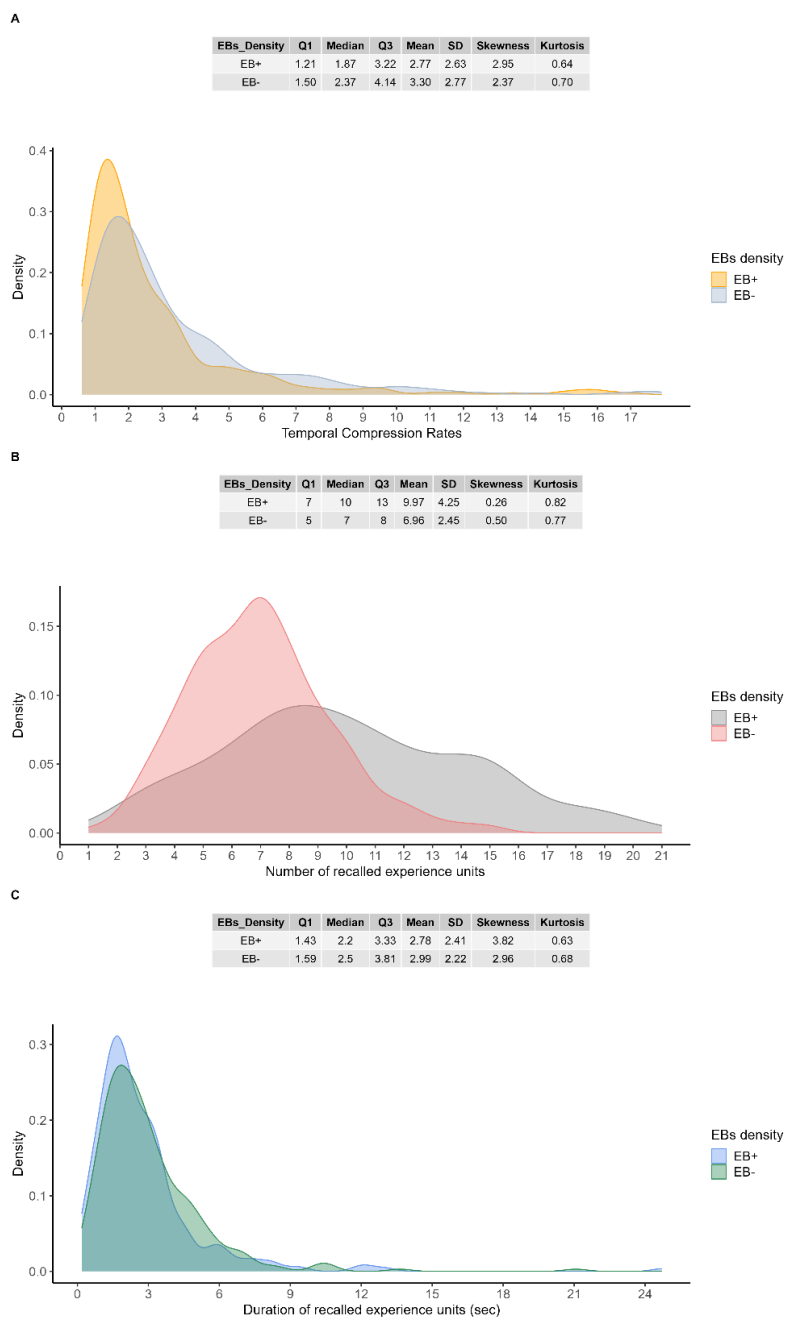 A
EBs_Density Q1 Median Q3 Mean SD Skewness Kurtosis
EB+ 1.21 1.87 3.22 2.77 2.63 2.95 0.64
EB- 1.50 2.37 4.14 3.30 2.77 2.37 0.70
0.4
0.3
0.2
0.1
0.0
Density
0 1 2 3 4 5 6 7 8 9 10 11 12 13 14 15 16 17
Temporal Compression Rates
EBs density
EB+
EB-
B
EBs_Density Q1 Median Q3 Mean SD Skewness Kurtosis
EB+ 7 10 13 9.97 4.25 0.26 0.82
EB- 5 7 8 6.96 2.45 0.50 0.77
0.15
0.10
0.05
0.00
Density
0 1 2 3 4 5 6 7 8 9 10 11 12 13 14 15 16 17 18 19 20 21
Number of recalled experience units
EBs density
EB+
EB-
C
EBs_Density Q1 Median Q3 Mean SD Skewness Kurtosis
EB+ 1.43 2.2 3.33 2.78 2.41 3.82 0.63
EB- 1.59 2.5 3.81 2.99 2.22 2.96 0.68
0.3
0.2
0.1
0.0
Density
0 3 6 9 12 15 18 21 24
Duration of recalled experience units (sec)
EBs density
EB+
EB-